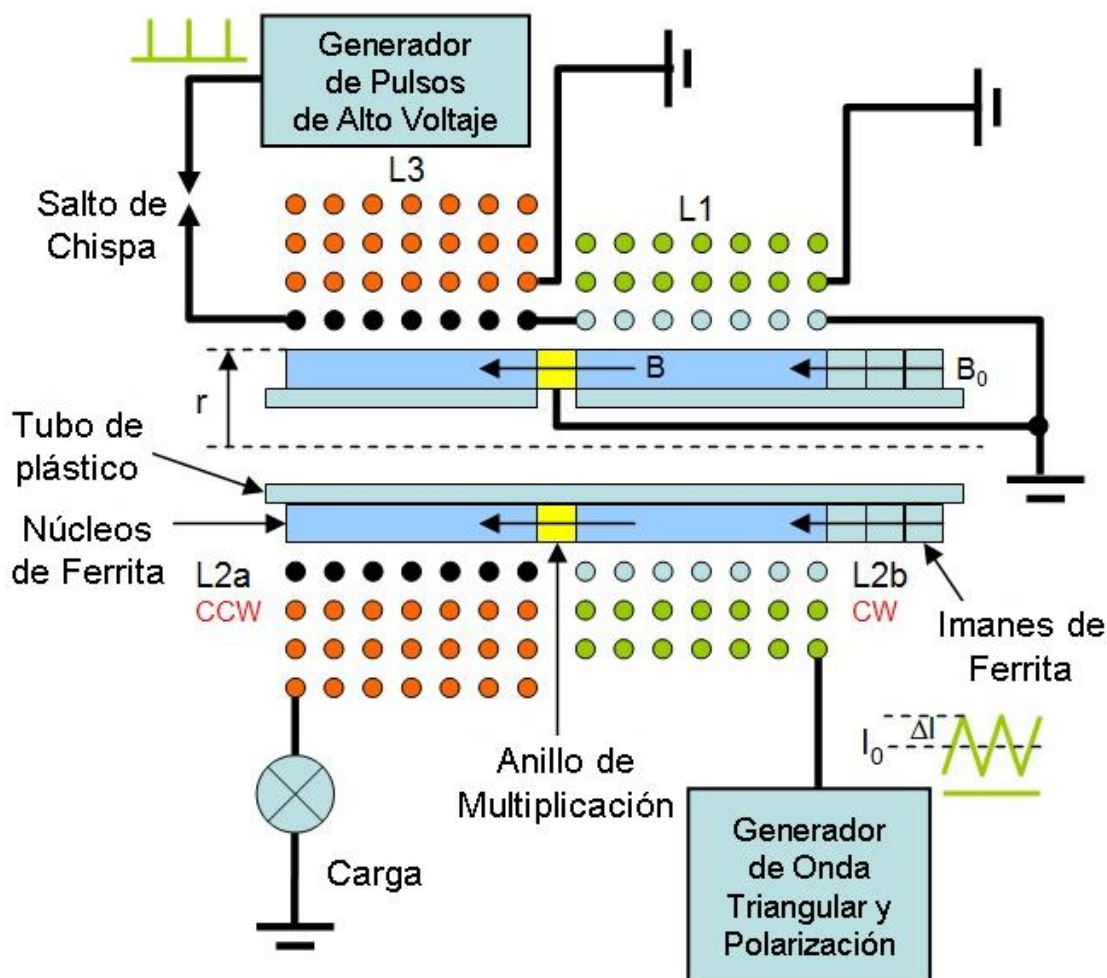 Generador
de Pulsos
de Alto Voltaje
L3
L1
Salto de
Chispa
B
B₀
r
Tubo de
plástico
Núcleos
de Ferrita
L2a
CCW
L2b
CW
Imanes de
Ferrita
Anillo de
Multiplicación
I₀
ΔI
Carga
Generador
de Onda
Triangular y
Polarización